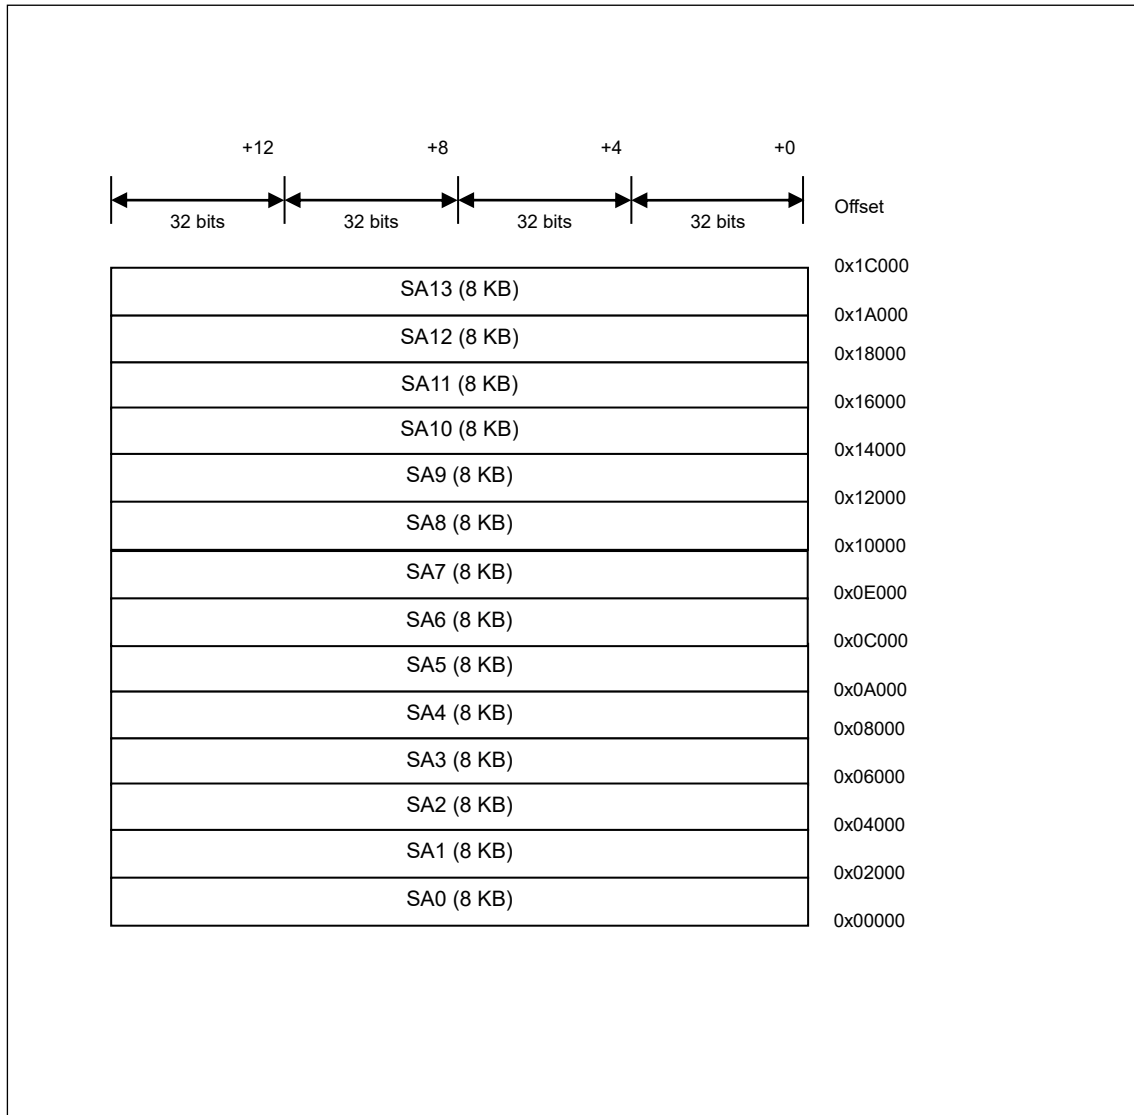 +12 +8 +4 +0
32 bits 32 bits 32 bits 32 bits Offset
0x1C000
SA13 (8 KB)
0x1A000
SA12 (8 KB)
0x18000
SA11 (8 KB)
0x16000
SA10 (8 KB)
0x14000
SA9 (8 KB)
0x12000
SA8 (8 KB)
0x10000
SA7 (8 KB)
0x0E000
SA6 (8 KB)
0x0C000
SA5 (8 KB)
0x0A000
SA4 (8 KB)
0x08000
SA3 (8 KB)
0x06000
SA2 (8 KB)
0x04000
SA1 (8 KB)
0x02000
SA0 (8 KB)
0x00000